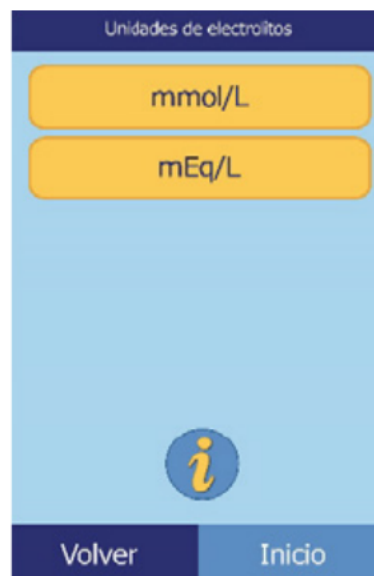 Unidades de electrolitos
mmol/L
mEq/L
i
Volver
Inicio